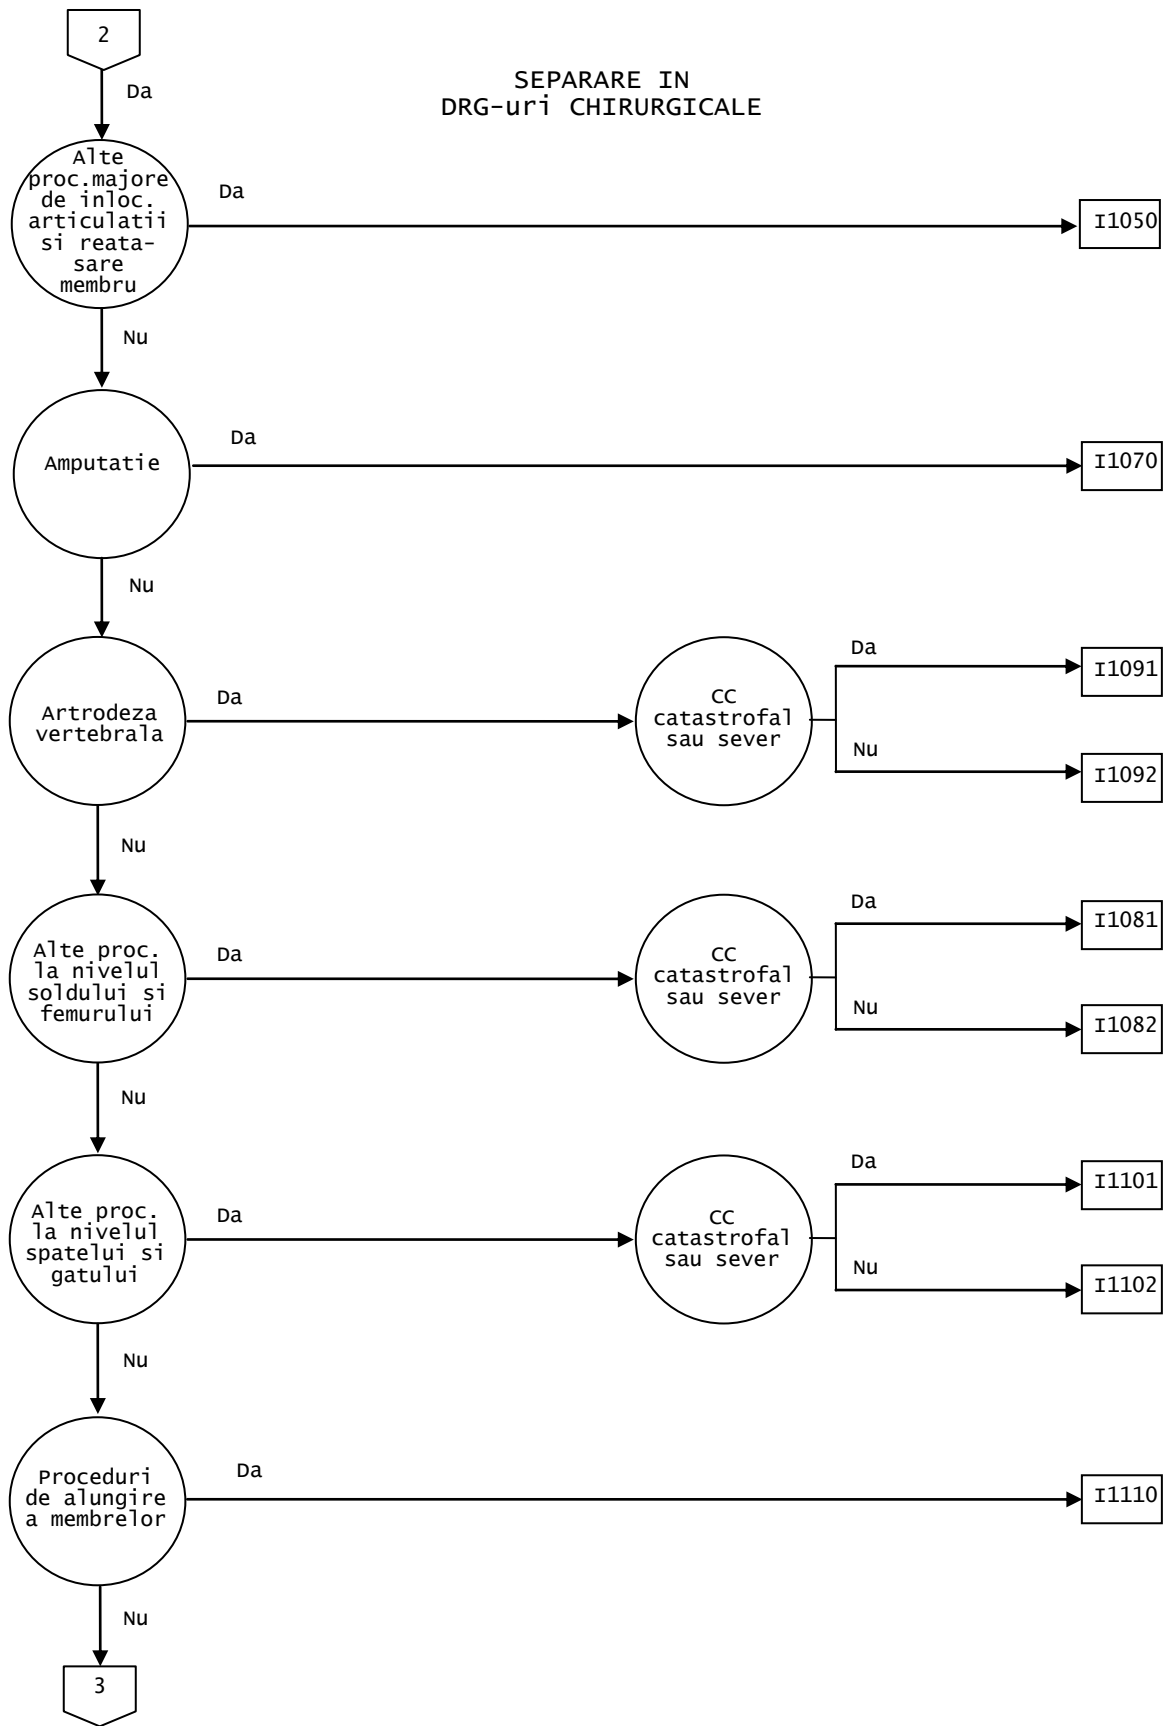 2
Da
SEPARARE IN
DRG-uri CHIRURGICALE
Alte
proc.majore
de inloc.
articulatii
si reata-
sare
membru
Da
I1050
Nu
Amputatie
Da
I1070
Nu
Artrodeza
vertebrala
Da
CC
catastrofal
sau sever
Da
I1091
Nu
I1092
Nu
Alte proc.
la nivelul
soldului si
femurului
Da
CC
catastrofal
sau sever
Da
I1081
Nu
I1082
Nu
Alte proc.
la nivelul
spatelui si
gatului
Da
CC
catastrofal
sau sever
Da
I1101
Nu
I1102
Nu
Proceduri
de alungire
a membrelor
Da
I1110
Nu
3